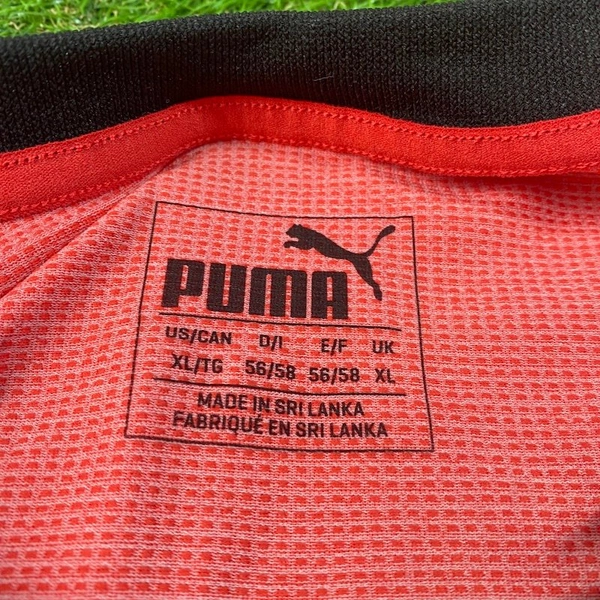 PUMA
US/CAN D/I E/F UK
XL/TG 56/58 56/58 XL
MADE IN SRI LANKA
FABRIQUÉ EN SRI LANKA